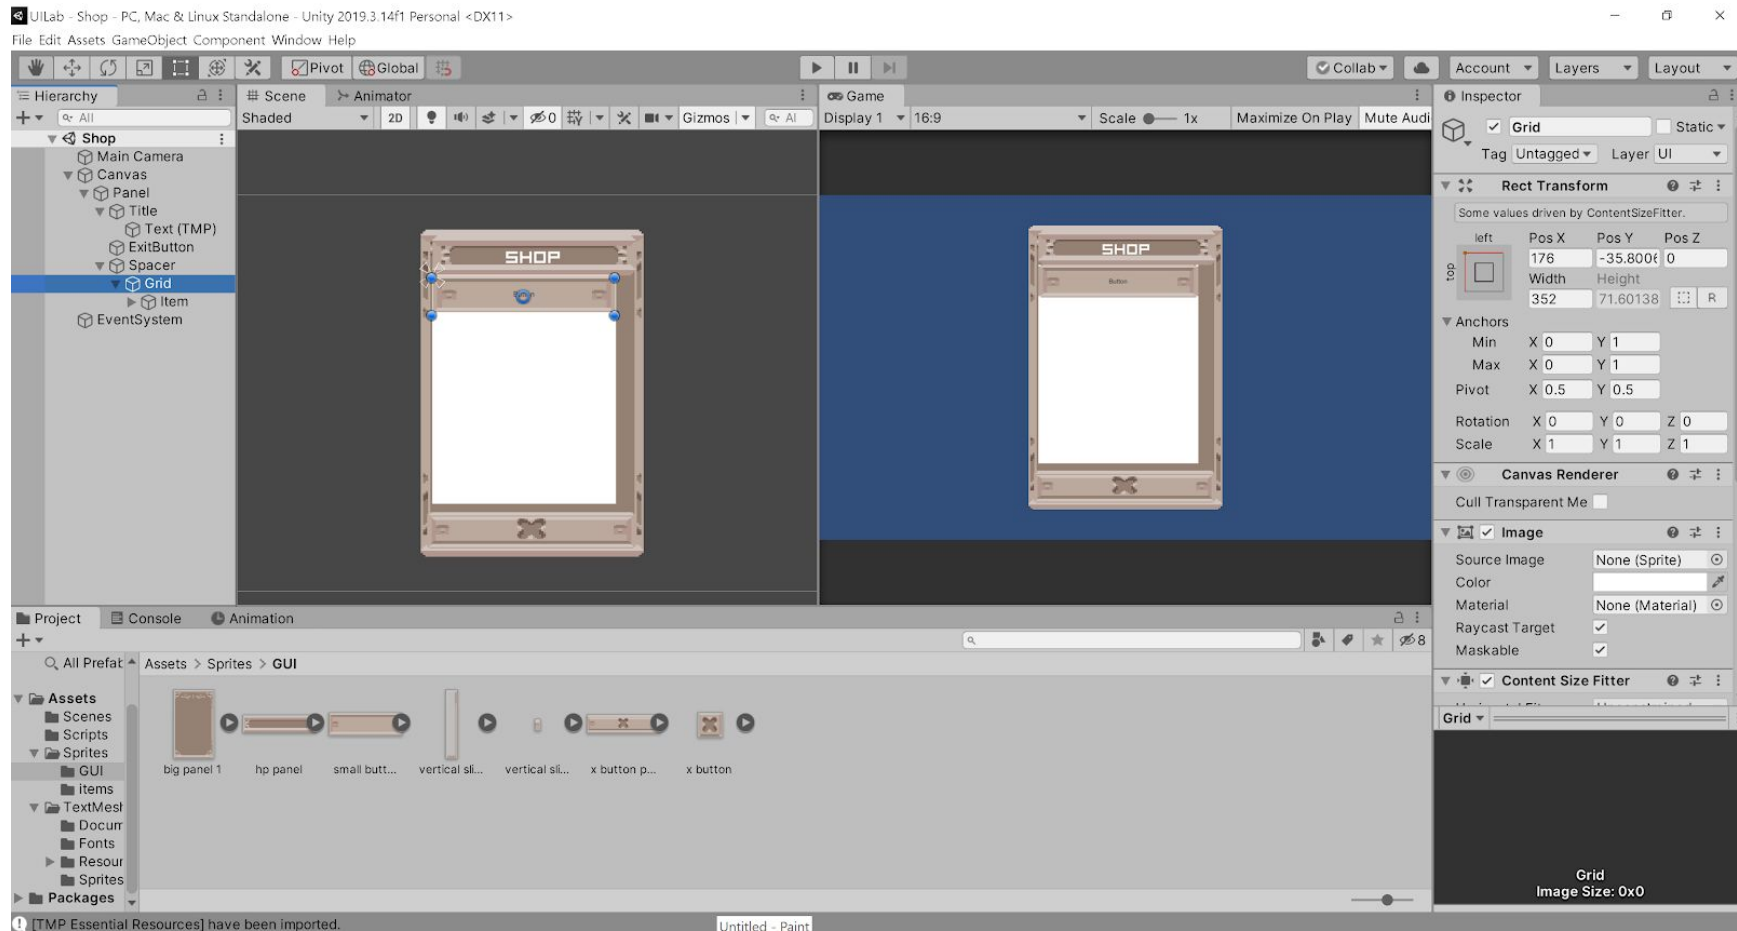 UILab - Shop - PC, Mac & Linux Standalone - Unity 2019.3.14f1 Personal <DX11>
File Edit Assets GameObject Component Window Help
Pivot Global Collab Account Layers Layout
Hierarchy
All
Shop
Main Camera
Canvas
Panel
Title
Text (TMP)
ExitButton
Spacer
Grid
Item
EventSystem
Scene Animator
Shaded 2D 0 Gizmos Al
SHOP
Game
Display 1 16:9 Scale 1x Maximize On Play Mute Audi
SHOP
Button
Inspector
Grid Static
Tag Untagged Layer UI
Rect Transform
Some values driven by ContentSizeFitter.
left Pos X Pos Y Pos Z
top 176 -35.800 0
Width Height
352 71.60138 R
Anchors
Min X 0 Y 1
Max X 0 Y 1
Pivot X 0.5 Y 0.5
Rotation X 0 Y 0 Z 0
Scale X 1 Y 1 Z 1
Canvas Renderer
Cull Transparent Me
Image
Source Image None (Sprite)
Color
Material None (Material)
Raycast Target
Maskable
Content Size Fitter
Grid
Grid
Image Size: 0x0
Project Console Animation
8
All Prefab
Assets
Scenes
Scripts
Sprites
GUI
items
TextMesh
Docum
Fonts
Resour
Sprites
Packages
Assets > Sprites > GUI
big panel 1 hp panel small butt... vertical sli... vertical sli... x button p... x button
[TMP Essential Resources] have been imported.
Untitled - Paint